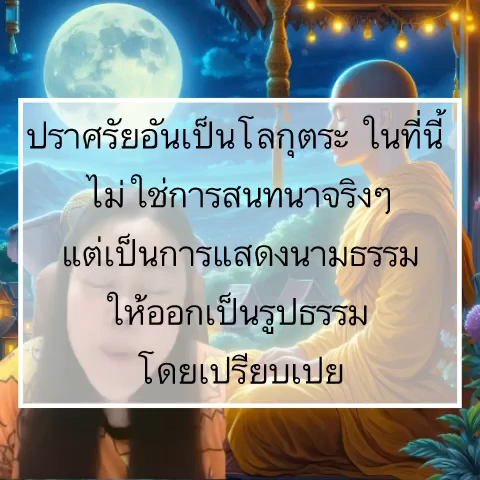 ปราศรัยอันเป็นโลกุตระ ในที่นี้
ไม่ใช่การสนทนาจริงๆ
แต่เป็นการแสดงนามธรรม
ให้ออกเป็นรูปธรรม
โดยเปรียบเปย